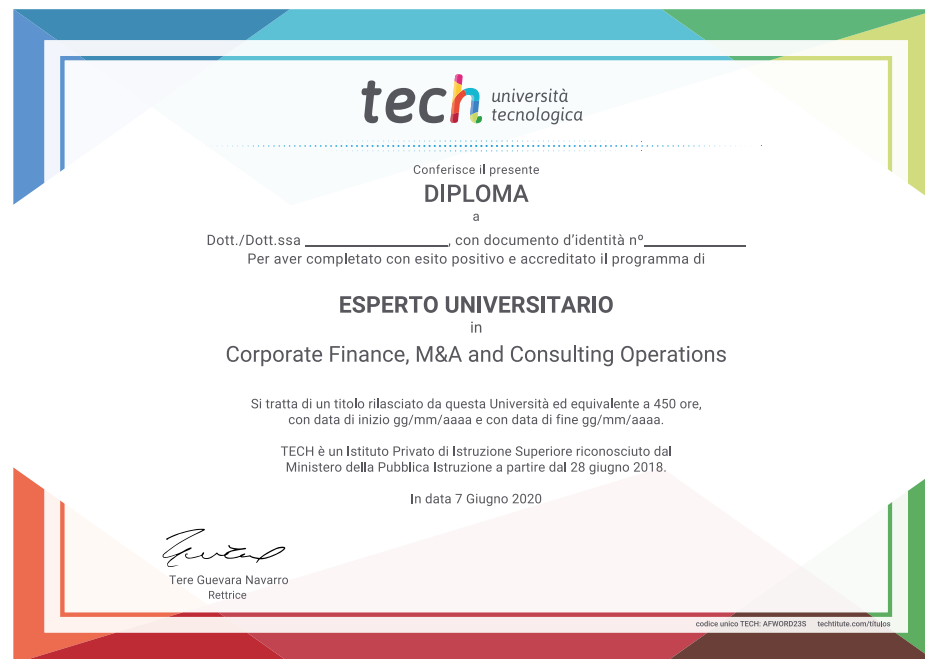 tech università
tecnologica
Conferisce il presente
DIPLOMA
a
Dott./Dott.ssa ____________________, con documento d'identità nº______________
Per aver completato con esito positivo e accreditato il programma di
ESPERTO UNIVERSITARIO
in
Corporate Finance, M&A and Consulting Operations
Si tratta di un titolo rilasciato da questa Università ed equivalente a 450 ore,
con data di inizio gg/mm/aaaa e con data di fine gg/mm/aaaa.
TECH è un Istituto Privato di Istruzione Superiore riconosciuto dal
Ministero della Pubblica Istruzione a partire dal 28 giugno 2018.
In data 7 Giugno 2020
Tere Guevara Navarro
Rettrice
codice unico TECH: AFWORD23S techtitute.com/títulos